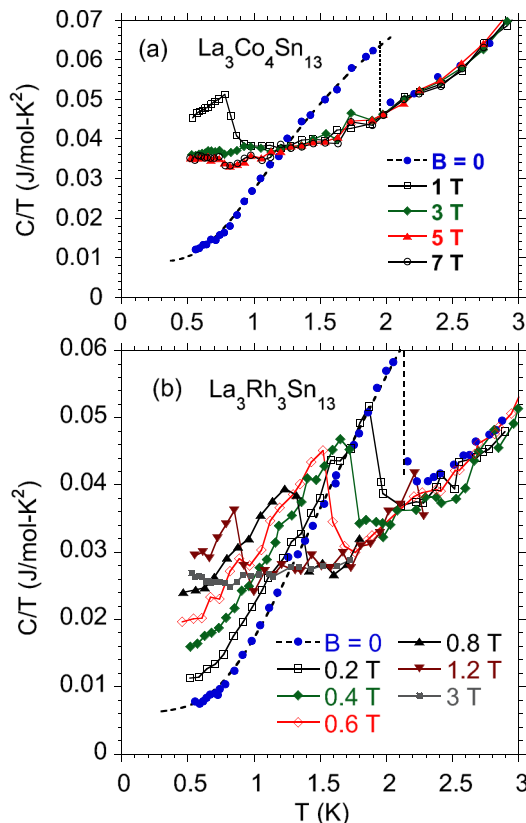 0.07
(a) La₃Co₄Sn₁₃
0.06
0.05
0.04
0.03
0.02
0.01
0
C/T (J/mol-K²)
B = 0
1 T
3 T
5 T
7 T
0 0.5 1 1.5 2 2.5 3
0.06
(b) La₃Rh₃Sn₁₃
0.05
0.04
0.03
0.02
0.01
0
C/T (J/mol-K²)
B = 0 0.8 T
0.2 T 1.2 T
0.4 T 3 T
0.6 T
0 0.5 1 1.5 2 2.5 3
T (K)